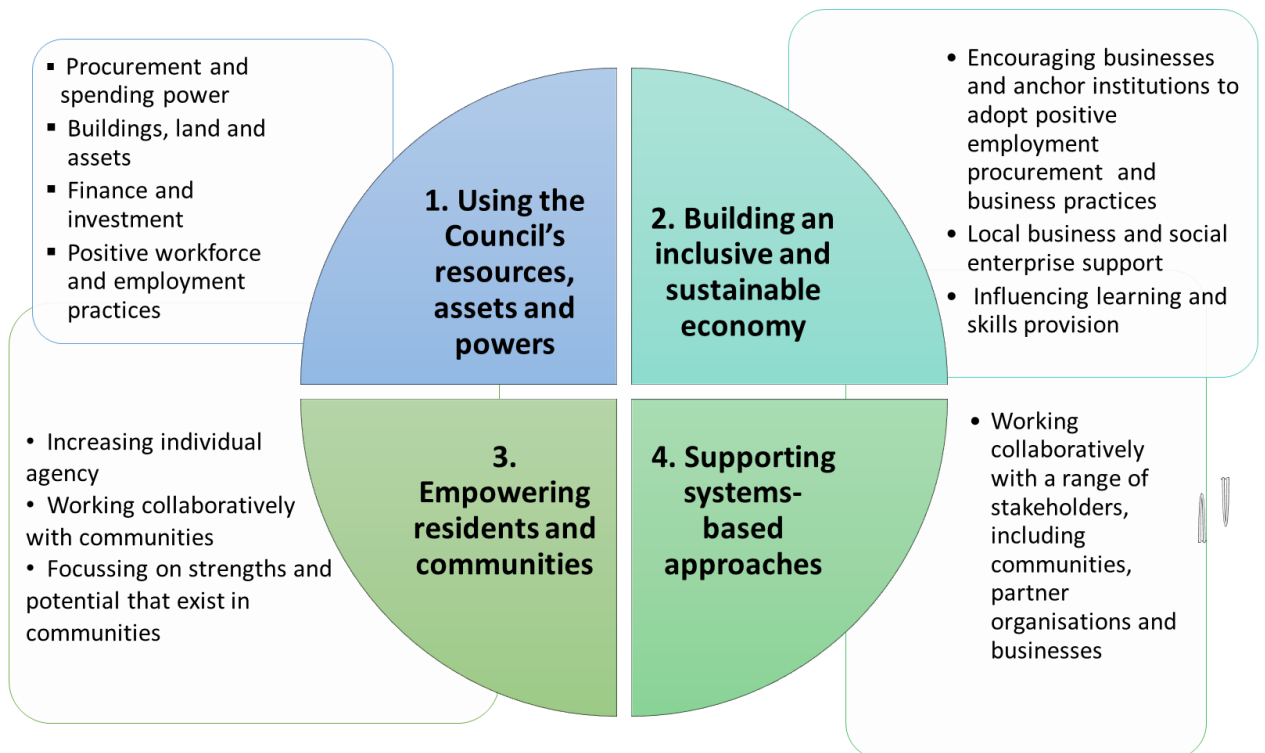 ▪ Procurement and
spending power
▪ Buildings, land and
assets
▪ Finance and
investment
▪ Positive workforce
and employment
practices
1. Using the
Council’s
resources,
assets and
powers
2. Building an
inclusive and
sustainable
economy
• Encouraging businesses
and anchor institutions to
adopt positive
employment
procurement and
business practices
• Local business and social
enterprise support
• Influencing learning and
skills provision
• Increasing individual
agency
• Working collaboratively
with communities
• Focussing on strengths and
potential that exist in
communities
3.
Empowering
residents and
communities
4. Supporting
systems-
based
approaches
• Working
collaboratively
with a range of
stakeholders,
including
communities,
partner
organisations and
businesses